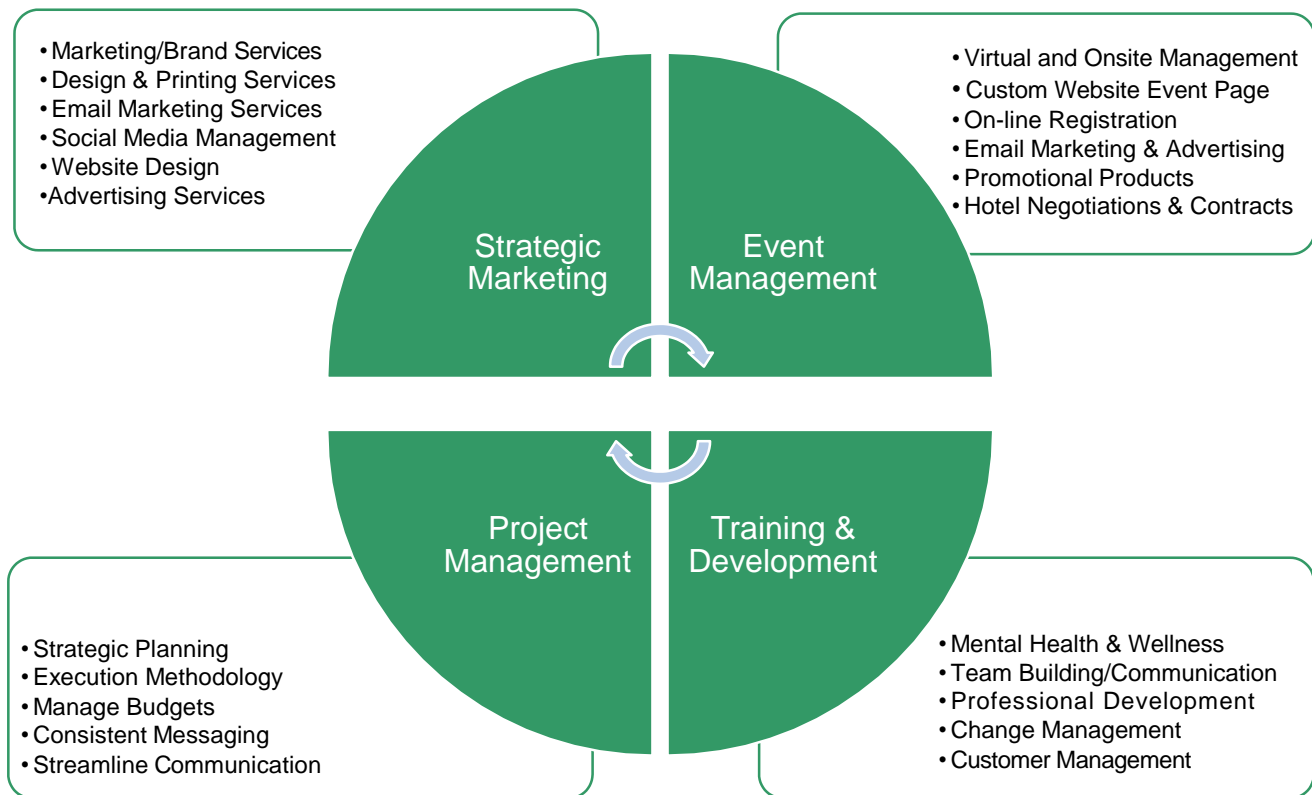 • Marketing/Brand Services
• Design & Printing Services
• Email Marketing Services
• Social Media Management
• Website Design
•Advertising Services
• Virtual and Onsite Management
• Custom Website Event Page
• On-line Registration
• Email Marketing & Advertising
• Promotional Products
• Hotel Negotiations & Contracts
Strategic
Marketing
Event
Management
Project
Management
Training &
Development
• Strategic Planning
• Execution Methodology
• Manage Budgets
• Consistent Messaging
• Streamline Communication
• Mental Health & Wellness
• Team Building/Communication
• Professional Development
• Change Management
• Customer Management